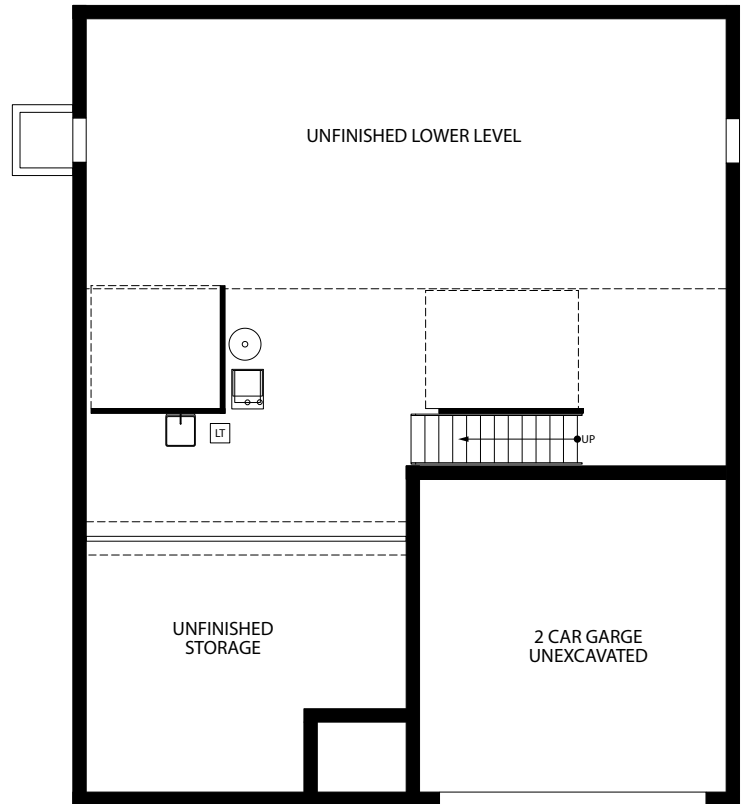 UNFINISHED LOWER LEVEL
LT
UP
UNFINISHED
STORAGE
2 CAR GARGE
UNEXCAVATED